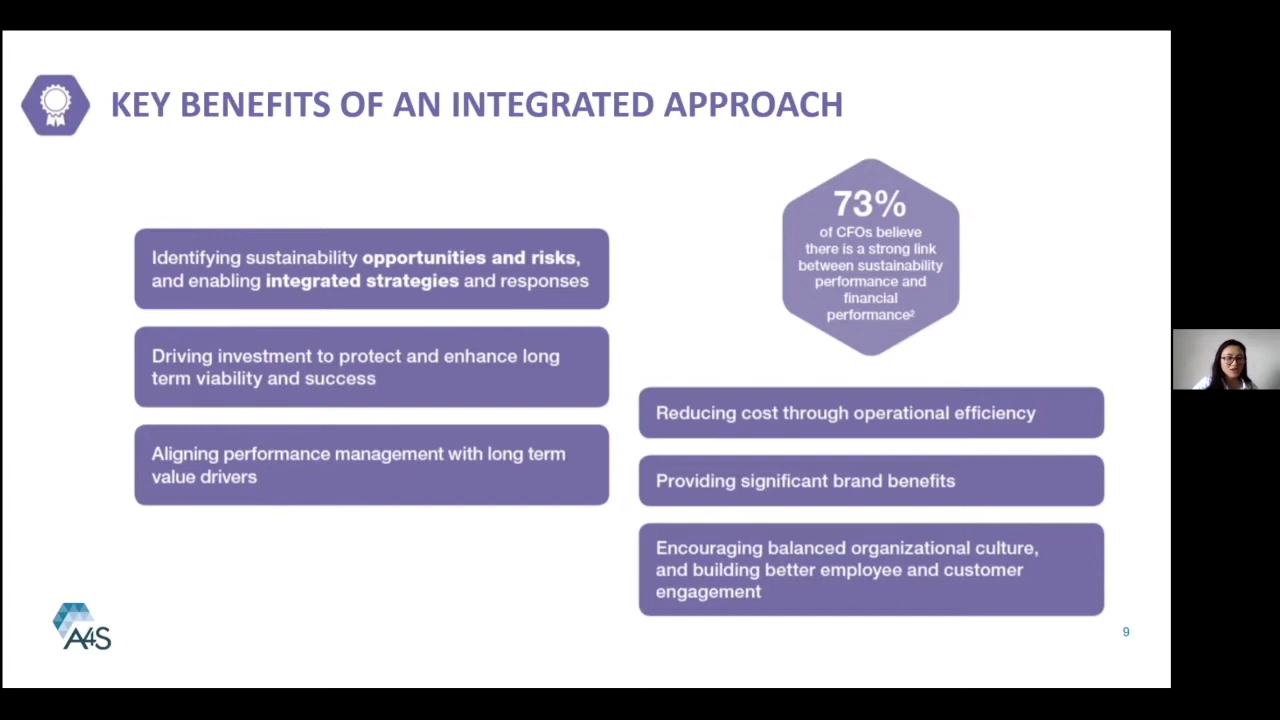 KEY BENEFITS OF AN INTEGRATED APPROACH
Identifying sustainability opportunities and risks,
and enabling integrated strategies and responses
Driving investment to protect and enhance long
term viability and success
Aligning performance management with long term
value drivers
73%
of CFOs believe
there is a strong link
between sustainability
performance and
financial
performance²
Reducing cost through operational efficiency
Providing significant brand benefits
Encouraging balanced organizational culture,
and building better employee and customer
engagement
A4S
9